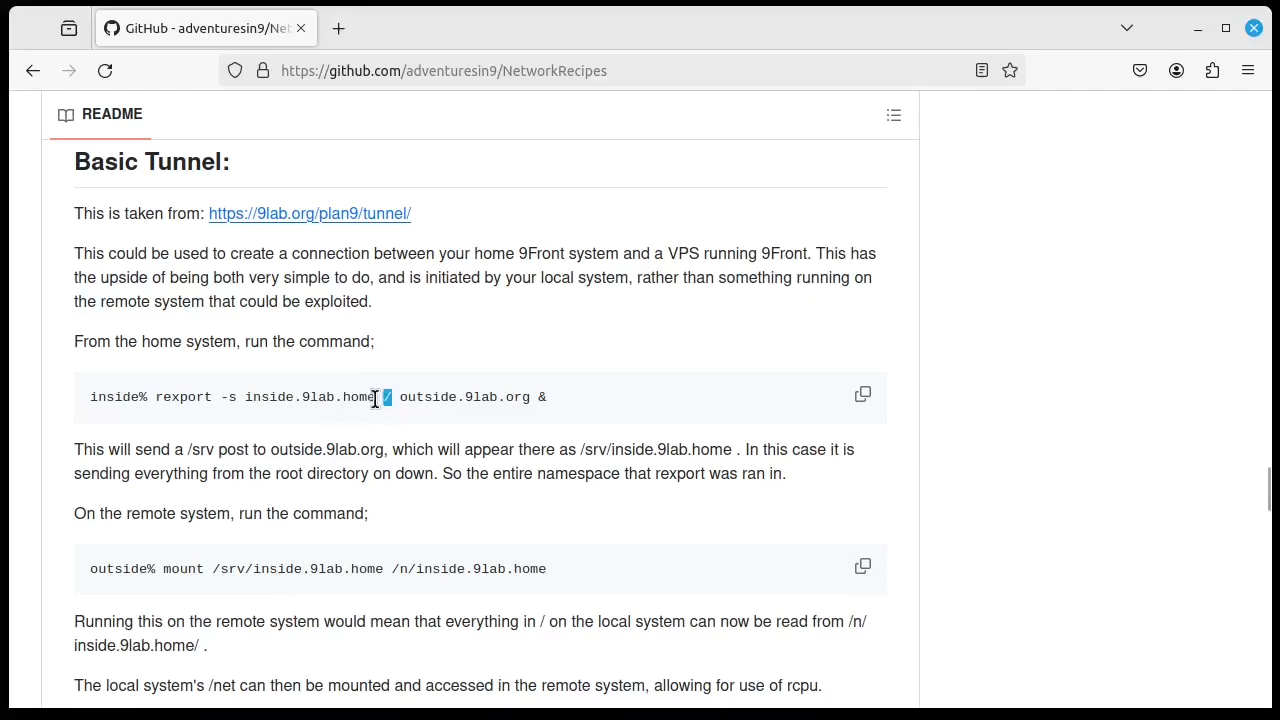 GitHub - adventuresin9/Net
https://github.com/adventuresin9/NetworkRecipes
README
Basic Tunnel:
This is taken from: https://9lab.org/plan9/tunnel/
This could be used to create a connection between your home 9Front system and a VPS running 9Front. This has
the upside of being both very simple to do, and is initiated by your local system, rather than something running on
the remote system that could be exploited.
From the home system, run the command;
inside% rexport -s inside.9lab.home / outside.9lab.org &
This will send a /srv post to outside.9lab.org, which will appear there as /srv/inside.9lab.home . In this case it is
sending everything from the root directory on down. So the entire namespace that rexport was ran in.
On the remote system, run the command;
outside% mount /srv/inside.9lab.home /n/inside.9lab.home
Running this on the remote system would mean that everything in / on the local system can now be read from /n/
inside.9lab.home/ .
The local system's /net can then be mounted and accessed in the remote system, allowing for use of rcpu.